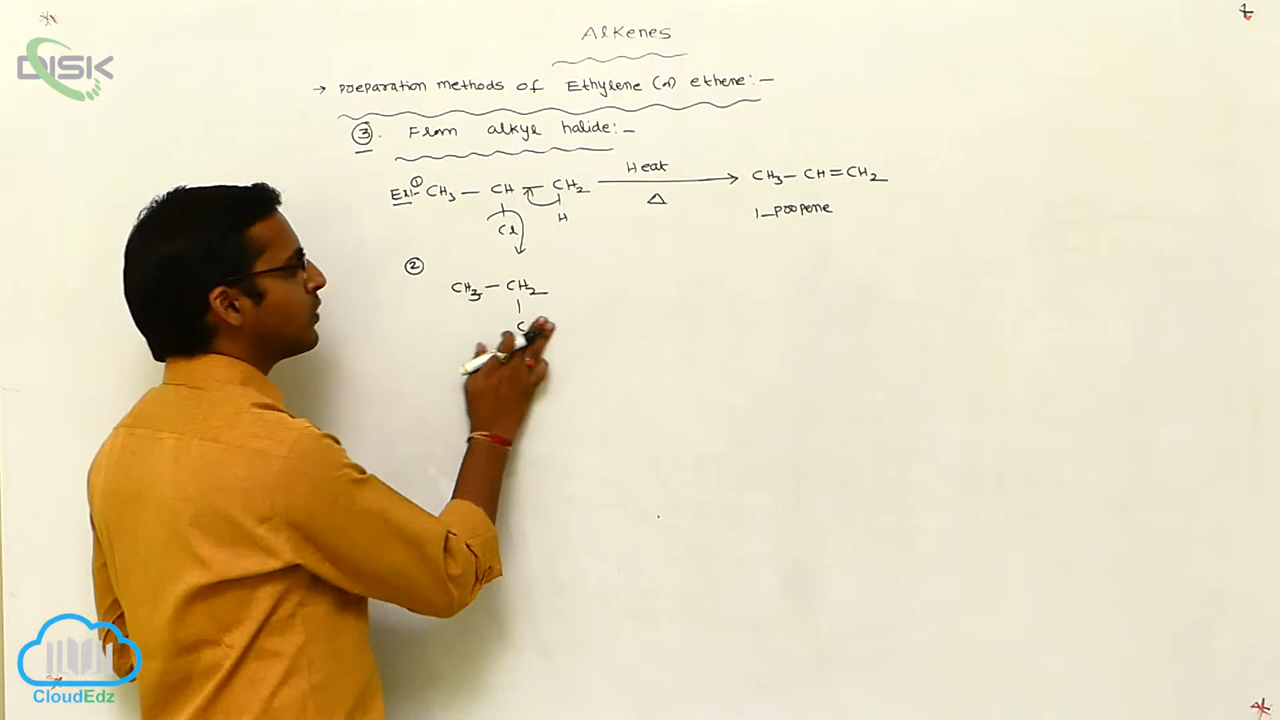 DISK
Alkenes
→ preparation methods of Ethylene (or) ethene:-
③. From alkyl halide:-
Ex:- ① CH₃ — CH — CH₂ Heat Δ → CH₃ — CH = CH₂
Cl H 1-propene
②
CH₃ — CH₂
C
CloudEdz